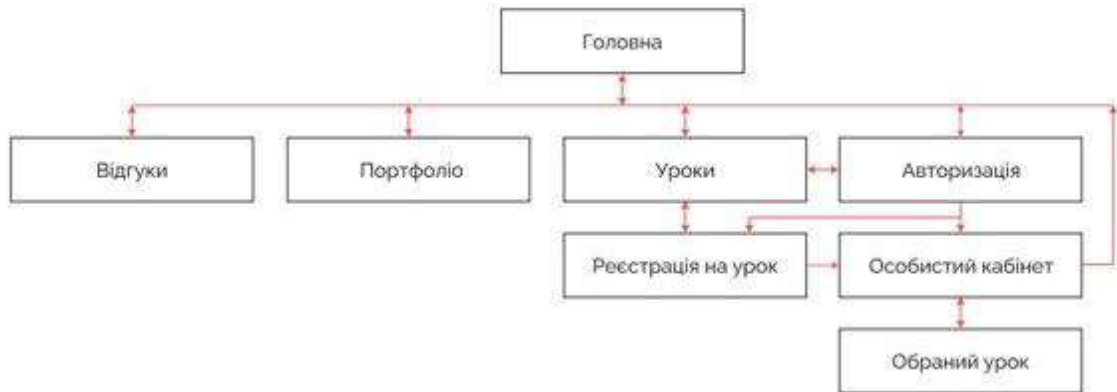 Головна
Відгуки
Портфоліо
Уроки
Авторизація
Реєстрація на урок
Особистий кабінет
Обраний урок